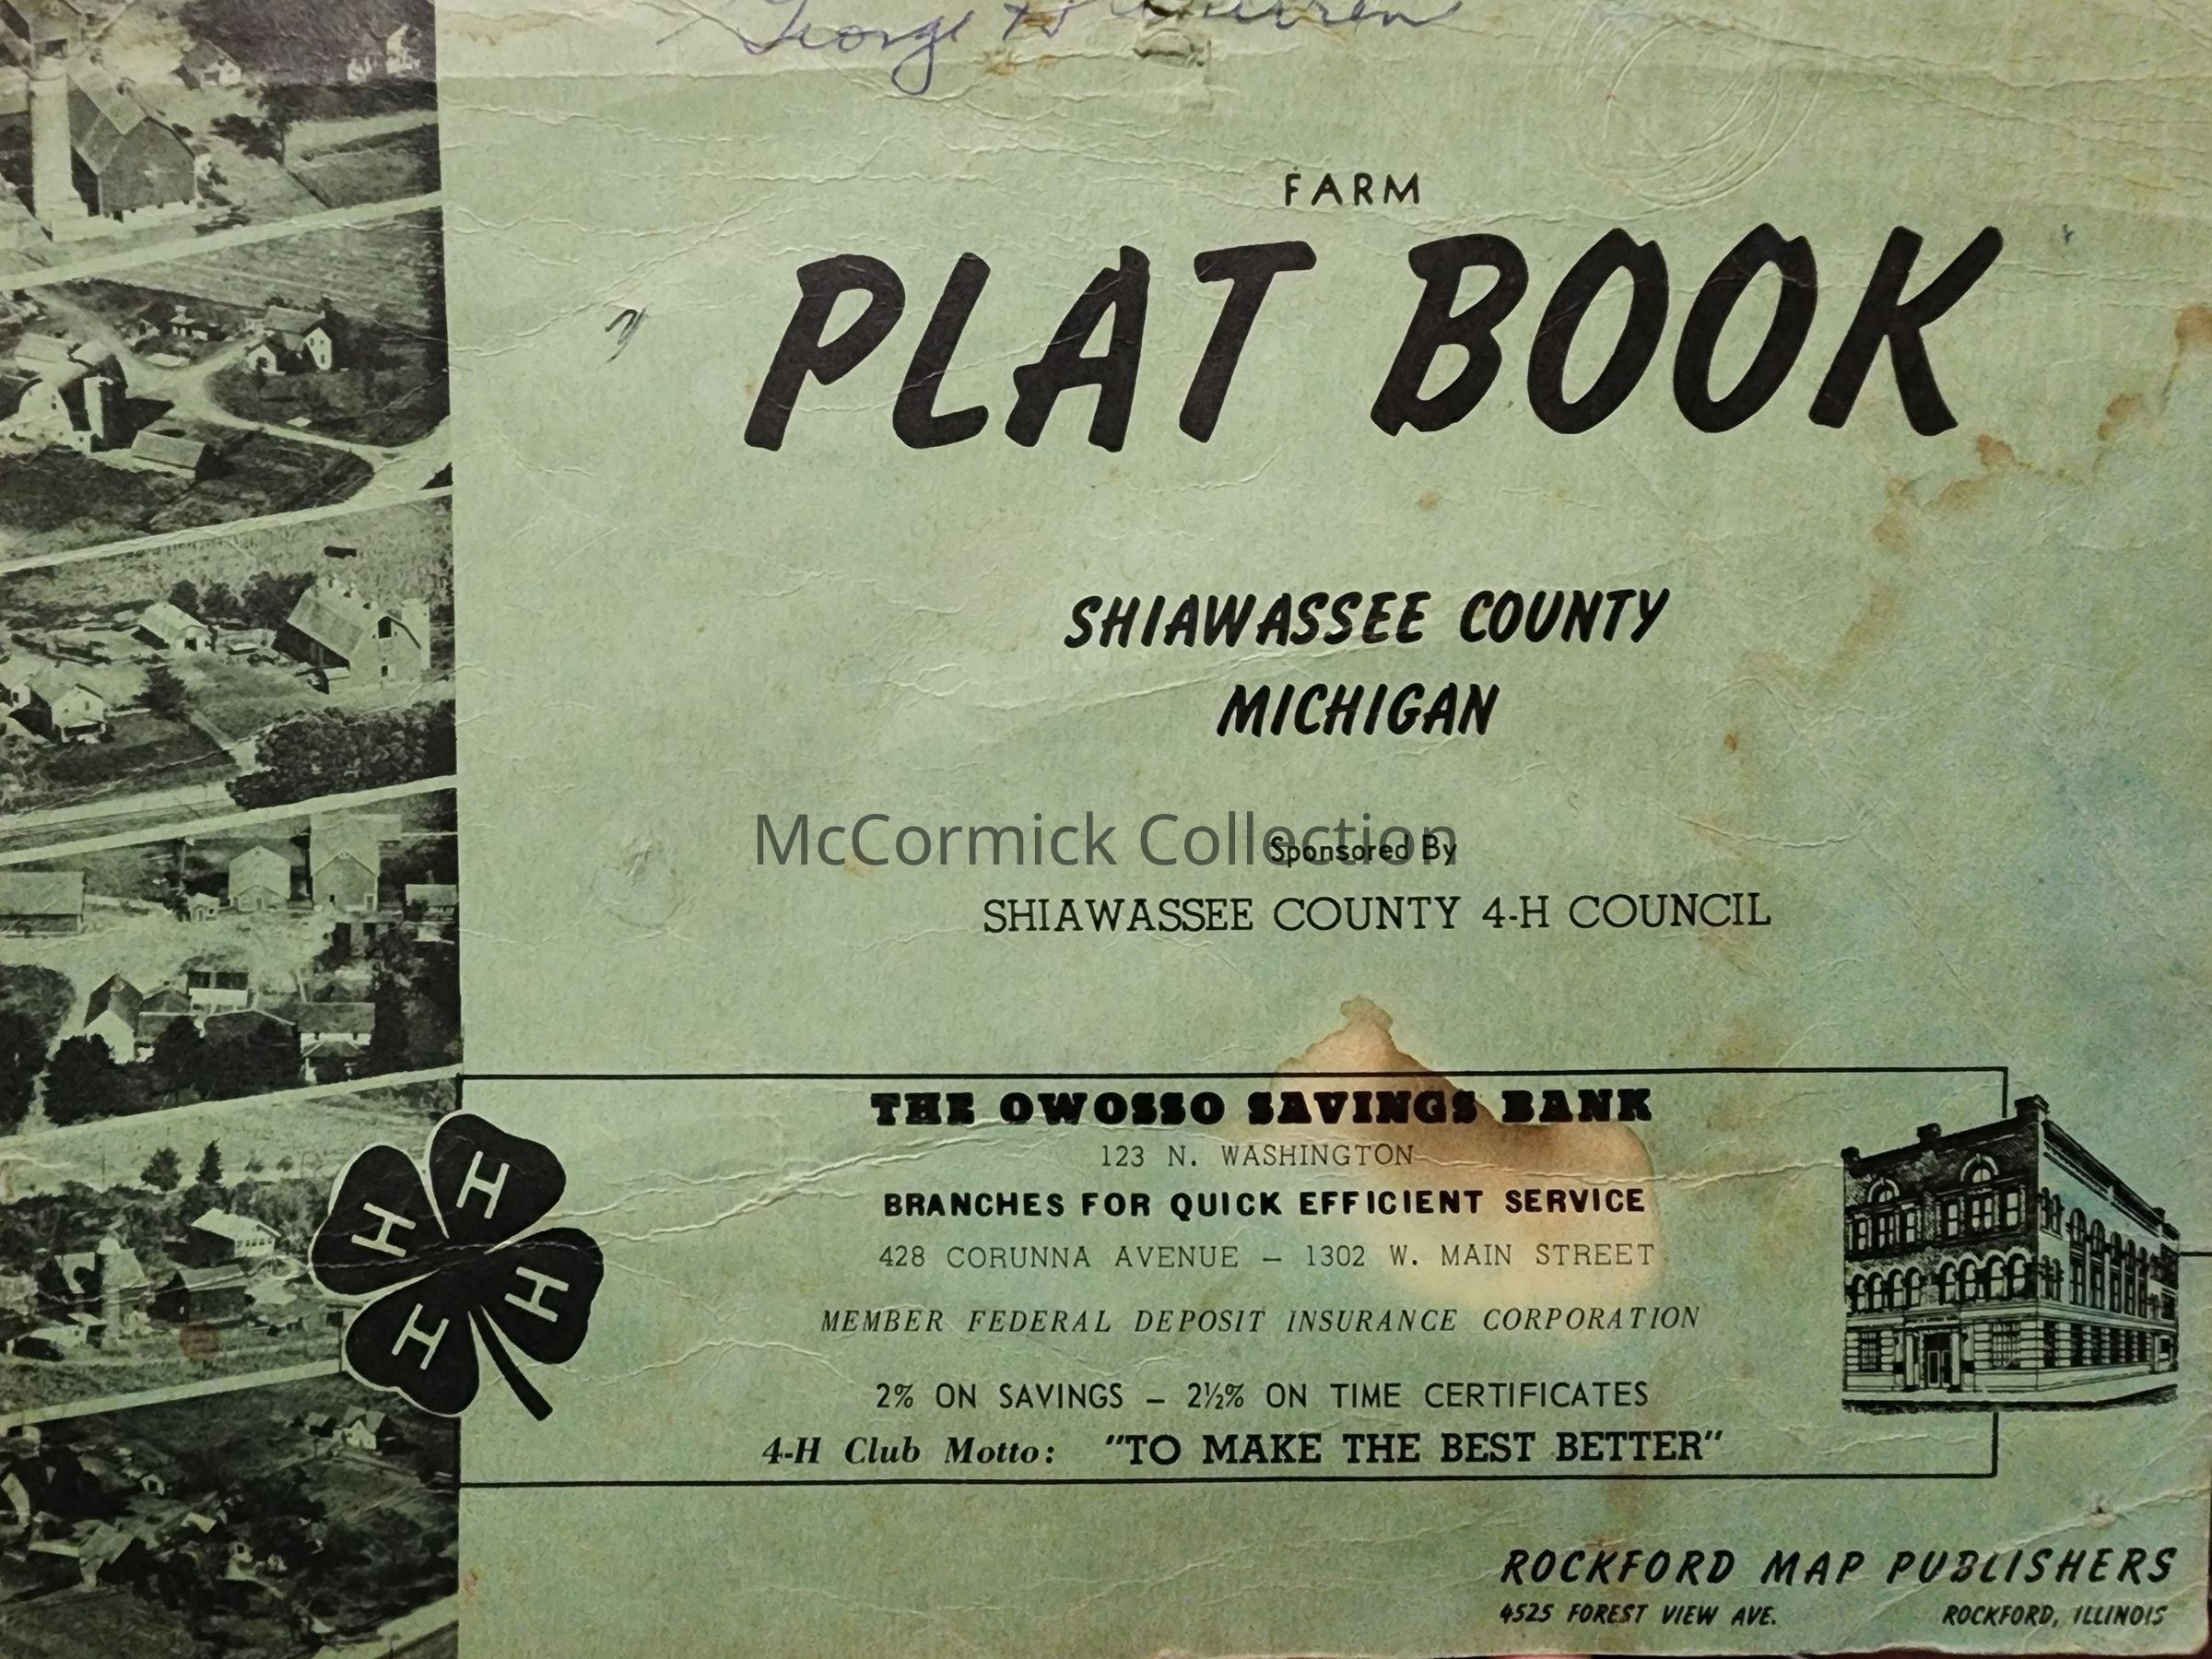 George
FARM
PLAT BOOK
SHIAWASSEE COUNTY
MICHIGAN
McCormick Collection
Sponsored By
SHIAWASSEE COUNTY 4-H COUNCIL
THE OWOSSO SAVINGS BANK
123 N. WASHINGTON
BRANCHES FOR QUICK EFFICIENT SERVICE
428 CORUNNA AVENUE – 1302 W. MAIN STREET
MEMBER FEDERAL DEPOSIT INSURANCE CORPORATION
2% ON SAVINGS – 2½% ON TIME CERTIFICATES
4-H Club Motto: "TO MAKE THE BEST BETTER"
H H
H H
ROCKFORD MAP PUBLISHERS
4525 FOREST VIEW AVE. ROCKFORD, ILLINOIS